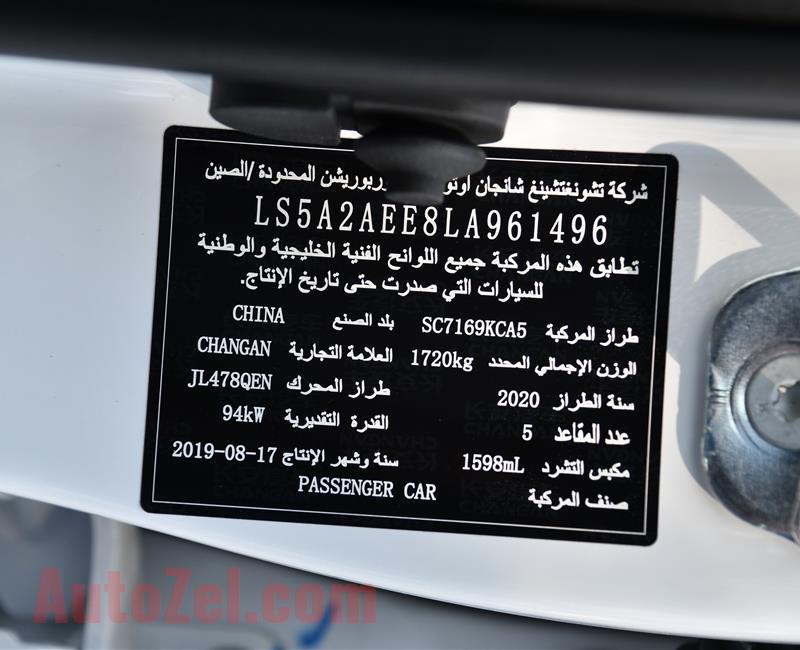 شركة تشونغتشينغ شانجان اوتو ربوريشن المحدودة /الصين
LS5A2AEE8LA961496
تطابق هذه المركبة جميع اللوائح الفنية الخليجية والوطنية
للسيارات التي صدرت حتى تاريخ الإنتاج.
طراز المركبة SC7169KCA5 بلد الصنع CHINA
الوزن الإجمالي المحدد 1720kg العلامة التجارية CHANGAN
سنة الطراز 2020 طراز المحرك JL478QEN
عدد المقاعد 5 القدرة التقديرية 94kW
مكبس التشرد 1598mL سنة وشهر الإنتاج 2019-08-17
صنف المركبة PASSENGER CAR
AutoZel.com